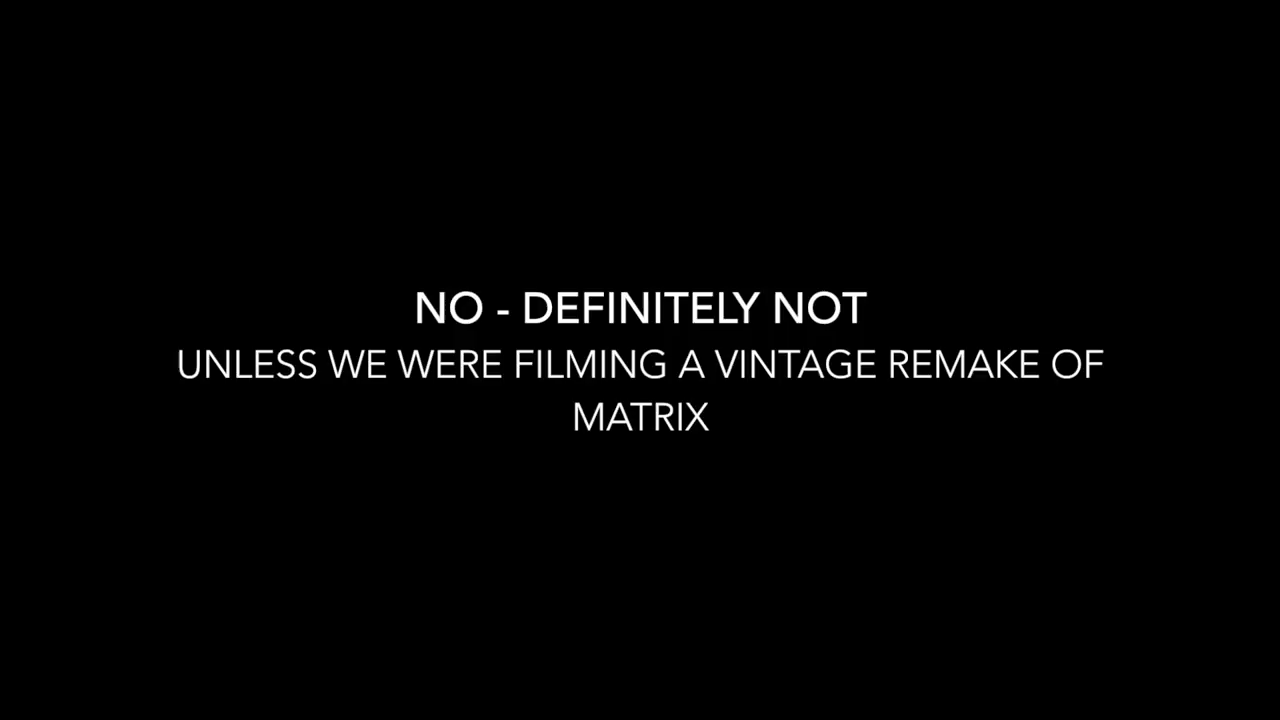 NO - DEFINITELY NOT
UNLESS WE WERE FILMING A VINTAGE REMAKE OF
MATRIX